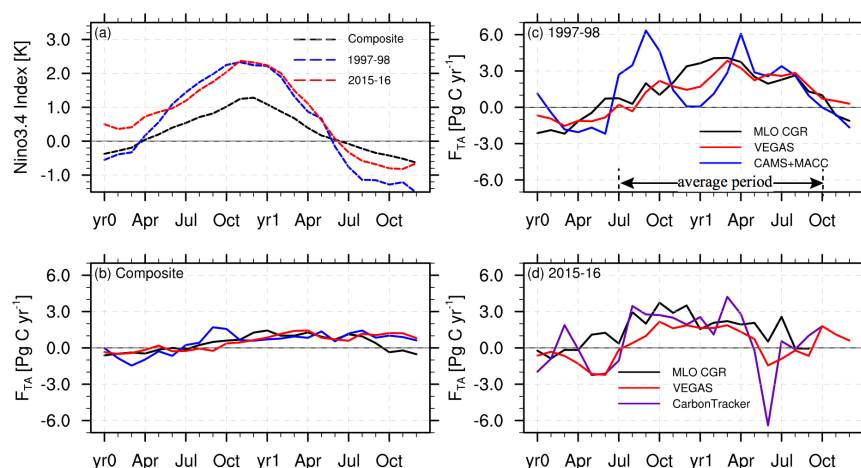 (a)
Composite
1997-98
2015-16
Nino3.4 Index [K]
3.0
2.0
1.0
0.0
-1.0
yr0 Apr Jul Oct yr1 Apr Jul Oct
(c) 1997-98
F_TA [Pg C yr⁻¹]
6.0
3.0
0.0
-3.0
-6.0
MLO CGR
VEGAS
CAMS+MACC
average period
yr0 Apr Jul Oct yr1 Apr Jul Oct
(b) Composite
F_TA [Pg C yr⁻¹]
6.0
3.0
0.0
-3.0
-6.0
yr0 Apr Jul Oct yr1 Apr Jul Oct
(d) 2015-16
F_TA [Pg C yr⁻¹]
6.0
3.0
0.0
-3.0
-6.0
MLO CGR
VEGAS
CarbonTracker
yr0 Apr Jul Oct yr1 Apr Jul Oct